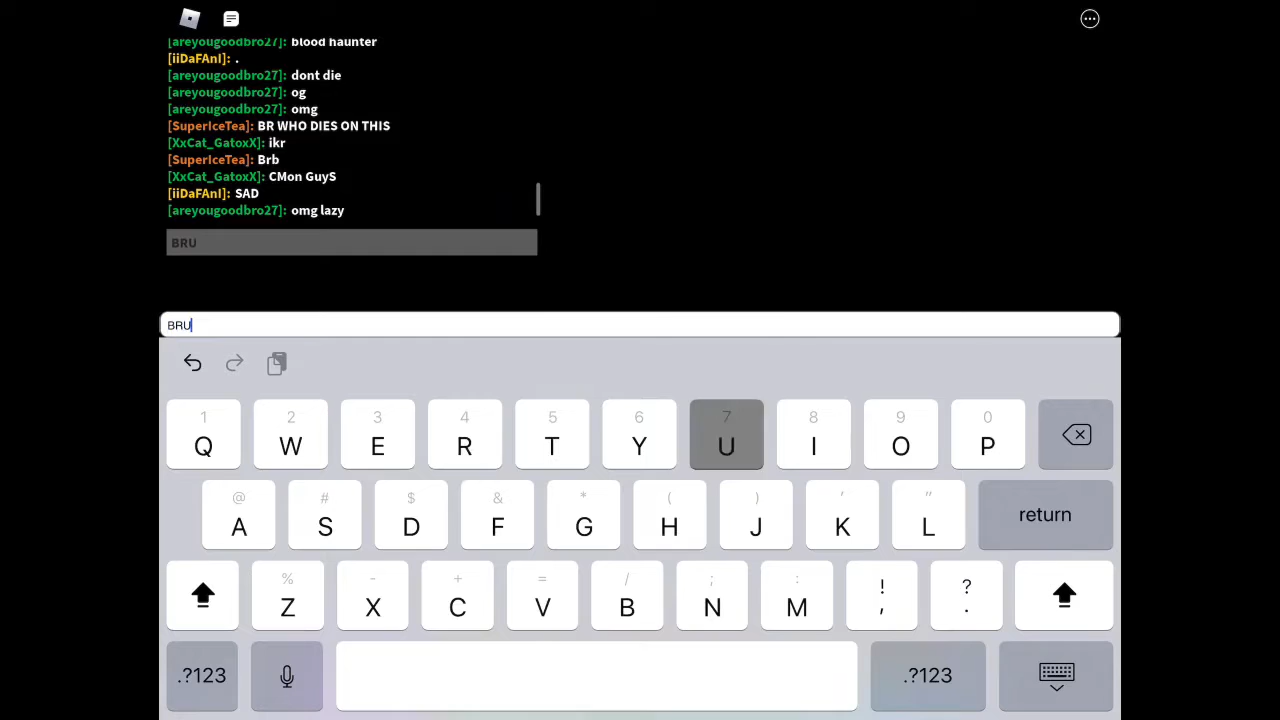 [areyougoodbro27]: blood haunter
[iiDaFAnI]: .
[areyougoodbro27]: dont die
[areyougoodbro27]: og
[areyougoodbro27]: omg
[SuperIceTea]: BR WHO DIES ON THIS
[XxCat_GatoxX]: ikr
[SuperIceTea]: Brb
[XxCat_GatoxX]: CMon GuyS
[iiDaFAnI]: SAD
[areyougoodbro27]: omg lazy
BRU
BRU
1 2 3 4 5 6 7 8 9 0
Q W E R T Y U I O P
@ # $ & * ( ) ' "
A S D F G H J K L return
% - + = / ; : ! ?
Z X C V B N M , .
.?123 .?123